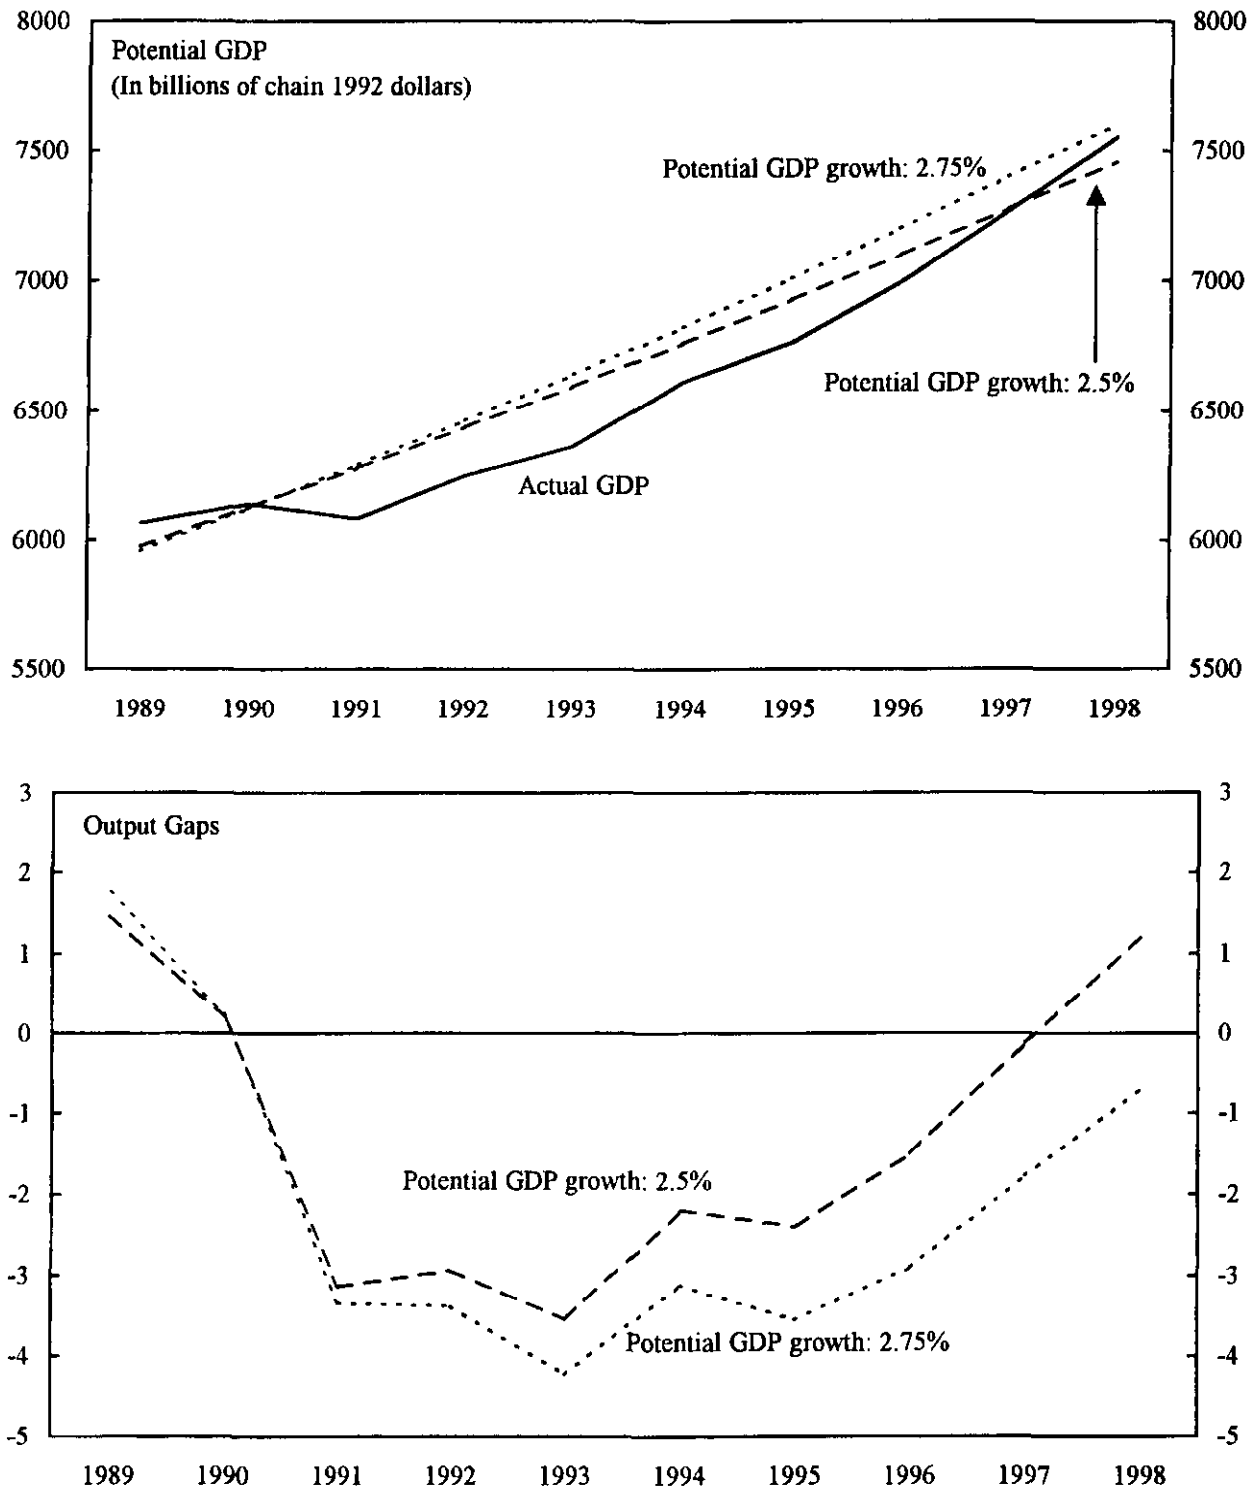 8000 8000
Potential GDP
(In billions of chain 1992 dollars)
7500 7500
Potential GDP growth: 2.75%
7000 7000
Potential GDP growth: 2.5%
6500 6500
Actual GDP
6000 6000
5500 5500
1989 1990 1991 1992 1993 1994 1995 1996 1997 1998
3 3
Output Gaps
2 2
1 1
0 0
-1 -1
Potential GDP growth: 2.5%
-2 -2
-3 -3
Potential GDP growth: 2.75%
-4 -4
-5 -5
1989 1990 1991 1992 1993 1994 1995 1996 1997 1998